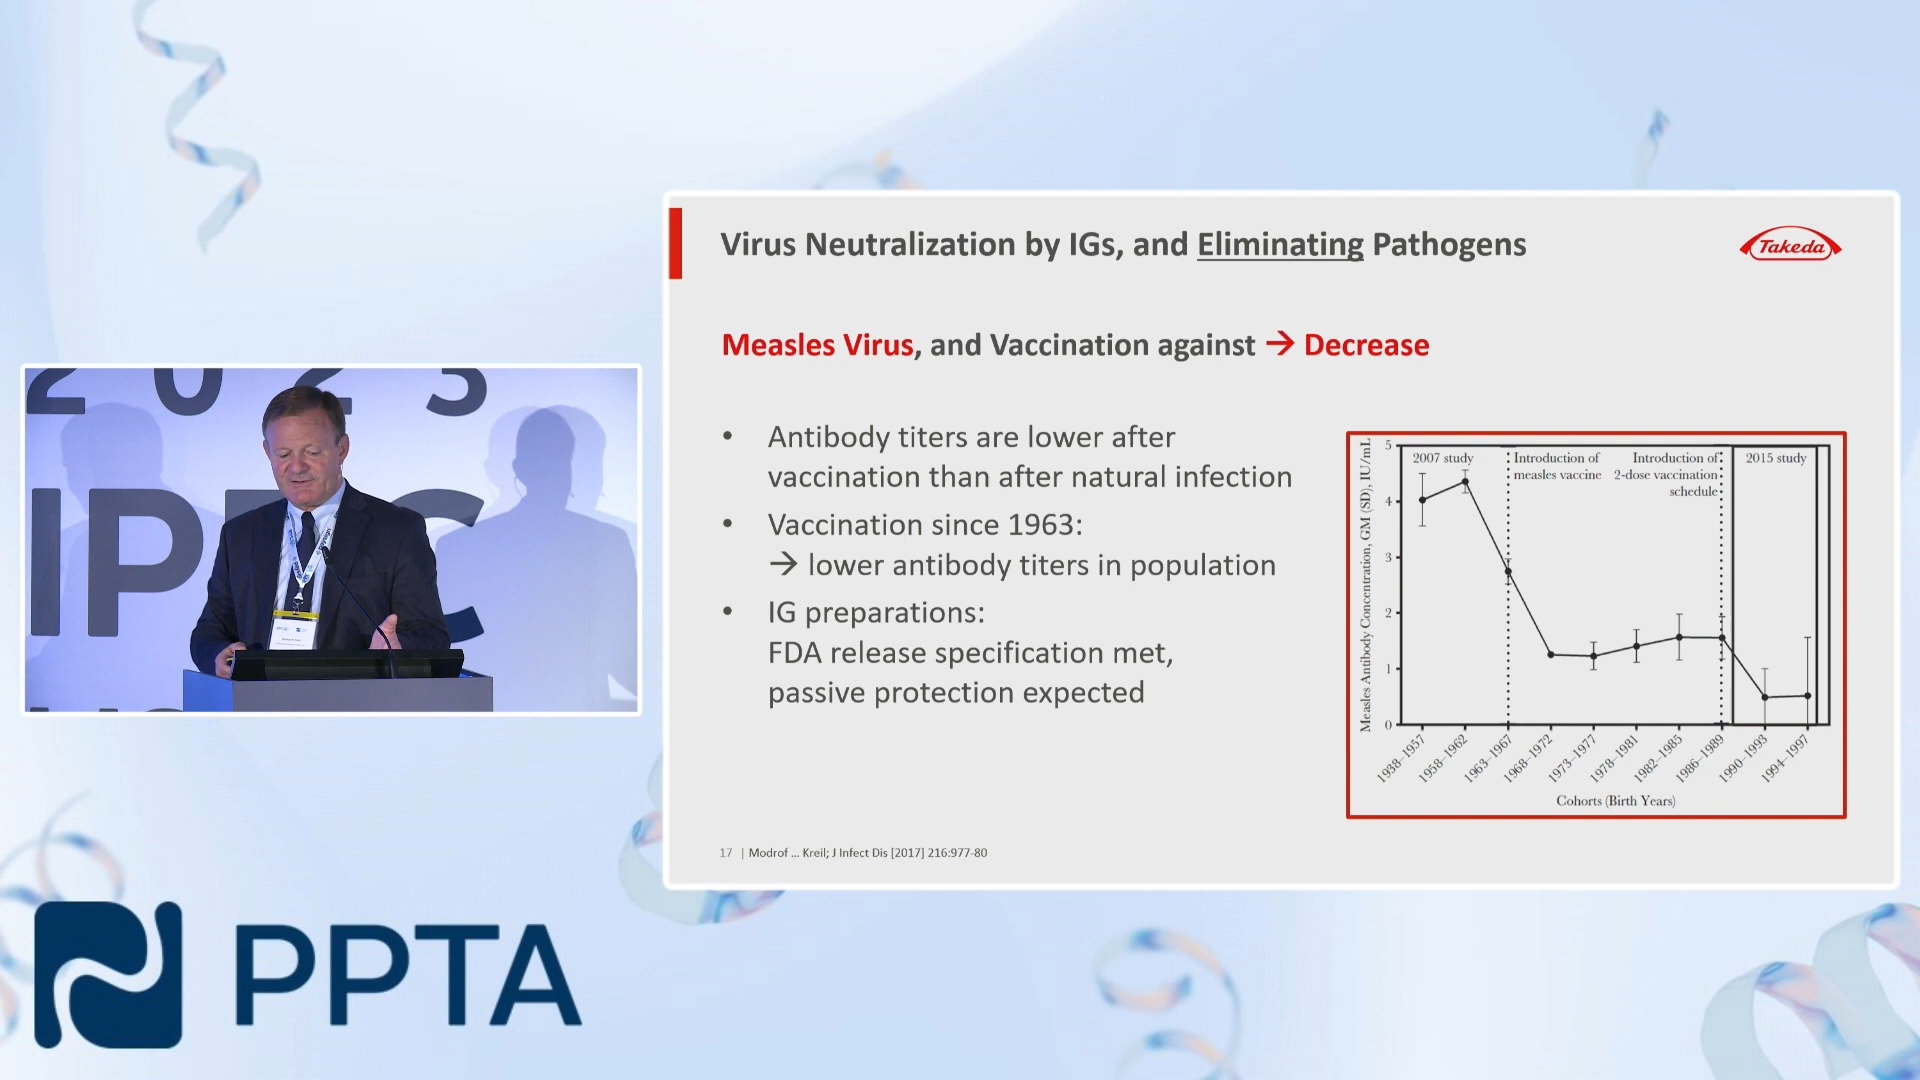 2023
IPFC
Virus Neutralization by IGs, and Eliminating Pathogens
Takeda
Measles Virus, and Vaccination against → Decrease
• Antibody titers are lower after
vaccination than after natural infection
• Vaccination since 1963:
→ lower antibody titers in population
• IG preparations:
FDA release specification met,
passive protection expected
Measles Antibody Concentration, GM (SD), IU/mL
5
4
3
2
1
0
2007 study
Introduction of
measles vaccine
Introduction of
2-dose vaccination
schedule
2015 study
1938–1957
1958–1962
1963–1967
1968–1972
1973–1977
1978–1981
1982–1985
1986–1989
1990–1993
1994–1997
Cohorts (Birth Years)
17 | Modrof ... Kreil; J Infect Dis [2017] 216:977-80
PPTA